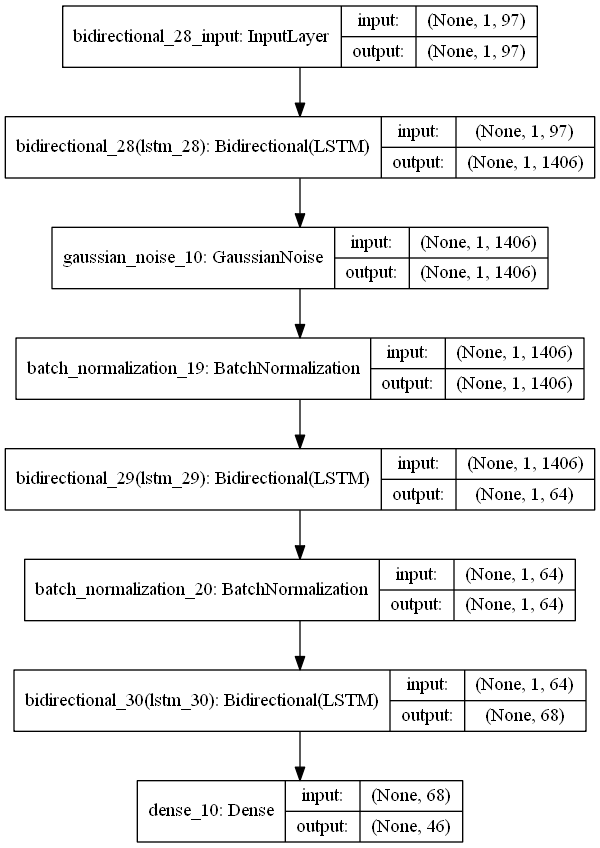 bidirectional_28_input: InputLayer input: (None, 1, 97)
output: (None, 1, 97)
bidirectional_28(lstm_28): Bidirectional(LSTM) input: (None, 1, 97)
output: (None, 1, 1406)
gaussian_noise_10: GaussianNoise input: (None, 1, 1406)
output: (None, 1, 1406)
batch_normalization_19: BatchNormalization input: (None, 1, 1406)
output: (None, 1, 1406)
bidirectional_29(lstm_29): Bidirectional(LSTM) input: (None, 1, 1406)
output: (None, 1, 64)
batch_normalization_20: BatchNormalization input: (None, 1, 64)
output: (None, 1, 64)
bidirectional_30(lstm_30): Bidirectional(LSTM) input: (None, 1, 64)
output: (None, 68)
dense_10: Dense input: (None, 68)
output: (None, 46)